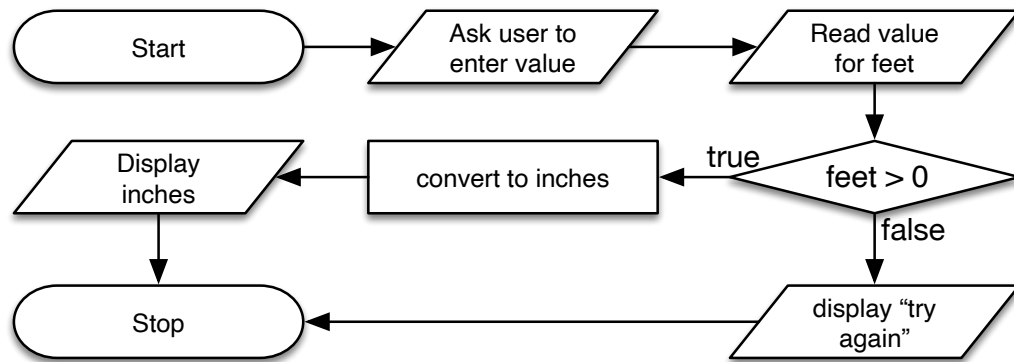 Start
Ask user to
enter value
Read value
for feet
feet > 0
true
convert to inches
Display
inches
false
display “try
again”
Stop